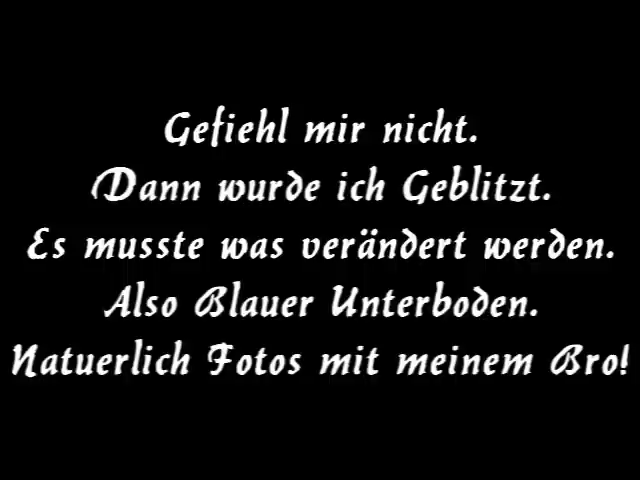 Gefiehl mir nicht.
Dann wurde ich Geblitzt.
Es musste was verändert werden.
Also Blauer Unterboden.
Natuerlich Fotos mit meinem Bro!